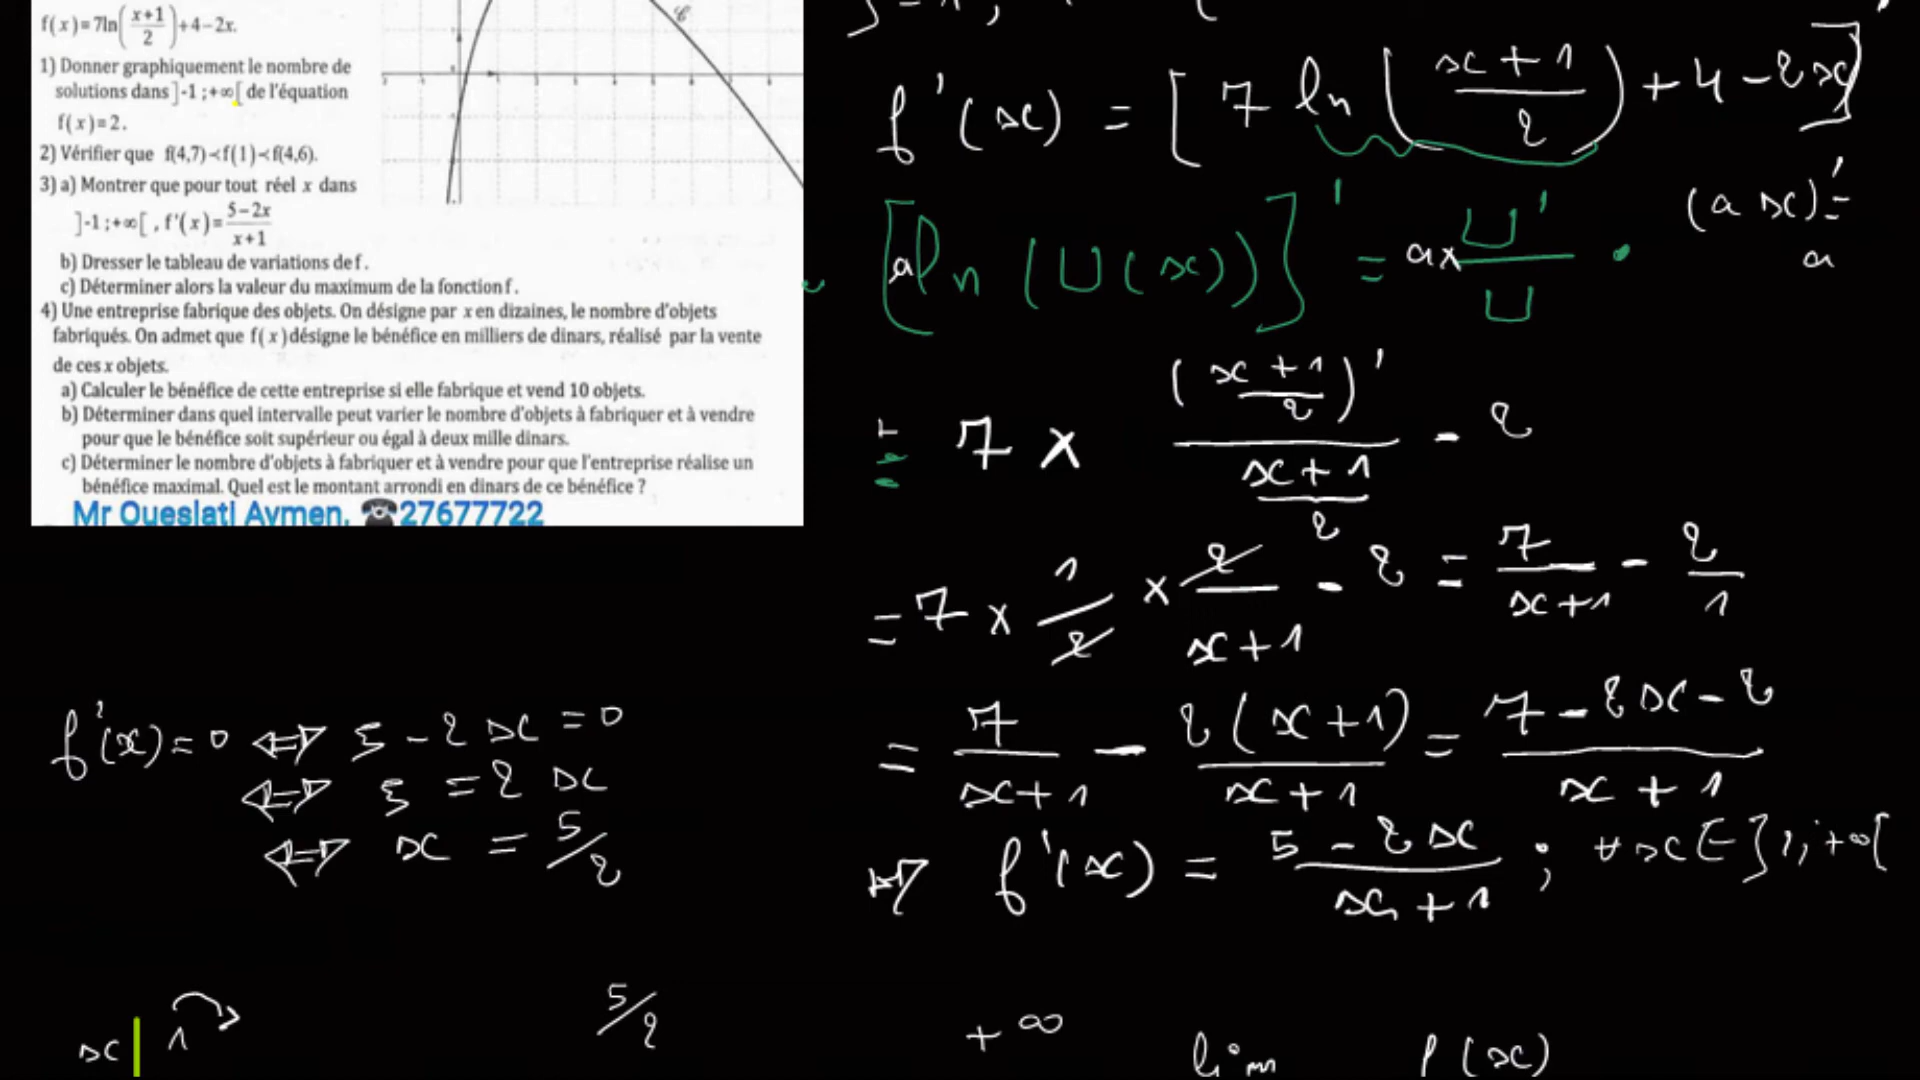 f(x)=7ln((x+1)/2)+4-2x.
1) Donner graphiquement le nombre de
solutions dans ]-1 ;+∞[ de l'équation
f(x)=2.
2) Vérifier que f(4,7)<f(1)<f(4,6).
3) a) Montrer que pour tout réel x dans
]-1 ;+∞[ , f'(x)=(5-2x)/(x+1)
b) Dresser le tableau de variations de f.
c) Déterminer alors la valeur du maximum de la fonction f.
4) Une entreprise fabrique des objets. On désigne par x en dizaines, le nombre d'objets
fabriqués. On admet que f(x) désigne le bénéfice en milliers de dinars, réalisé par la vente
de ces x objets.
a) Calculer le bénéfice de cette entreprise si elle fabrique et vend 10 objets.
b) Déterminer dans quel intervalle peut varier le nombre d'objets à fabriquer et à vendre
pour que le bénéfice soit supérieur ou égal à deux mille dinars.
c) Déterminer le nombre d'objets à fabriquer et à vendre pour que l'entreprise réalise un
bénéfice maximal. Quel est le montant arrondi en dinars de ce bénéfice ?
Mr Oueslati Aymen. ☎27677722
f'(x) = [7 ln((x+1)/2) + 4 - 2x]'
[a ln(U(x))]' = a x U'/U
(ax)' =
a
= 7 x ((x+1)/2)' / ((x+1)/2) - 2
= 7 x 1/2 x 2/(x+1) - 2 = 7/(x+1) - 2/1
= 7/(x+1) - 2(x+1)/(x+1) = (7-2x-2)/(x+1)
f'(x) = (5-2x)/(x+1) ; ∀x∈]1,+∞[
f'(x) = 0 ⇔ 5 - 2x = 0
⇔ 5 = 2x
⇔ x = 5/2
x | 1 5/2 +∞
lim f(x)